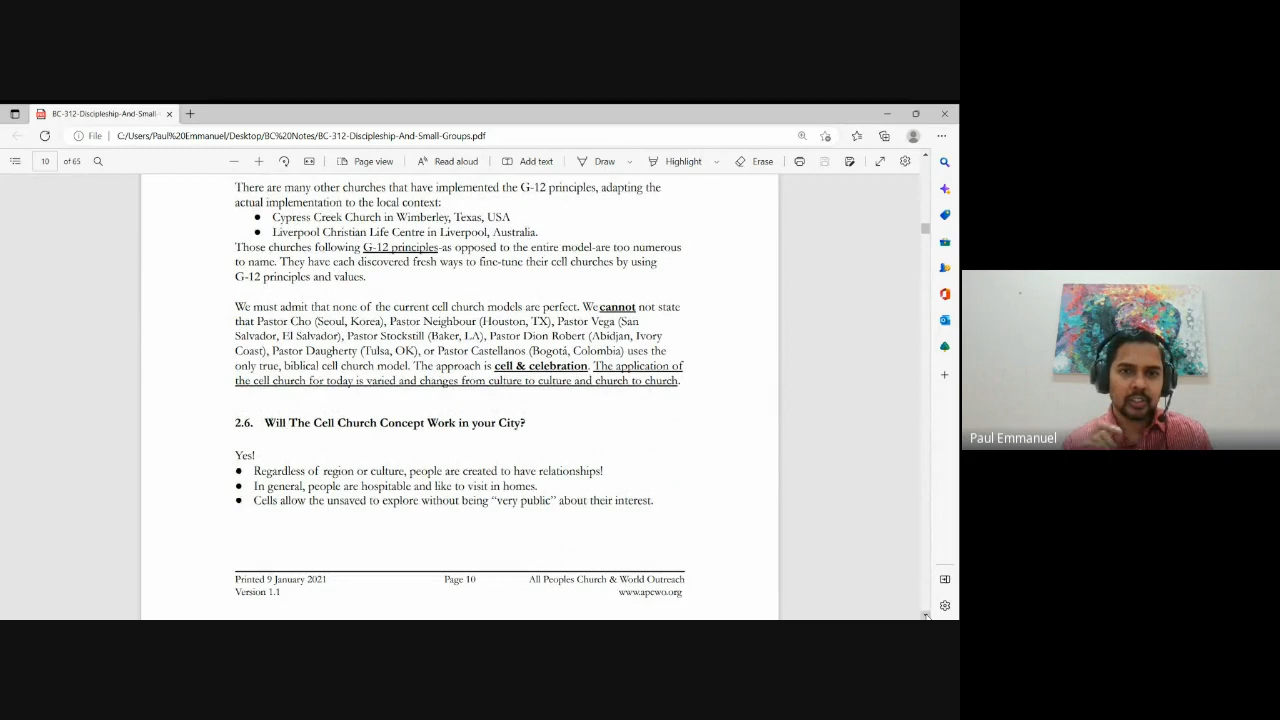 BC-312-Discipleship-And-Small-
File
C:/Users/Paul%20Emmanuel/Desktop/BC%20Notes/BC-312-Discipleship-And-Small-Groups.pdf
10 of 65
Page view
Read aloud
Add text
Draw
Highlight
Erase
There are many other churches that have implemented the G-12 principles, adapting the
actual implementation to the local context:
● Cypress Creek Church in Wimberley, Texas, USA
● Liverpool Christian Life Centre in Liverpool, Australia.
Those churches following G-12 principles-as opposed to the entire model-are too numerous
to name. They have each discovered fresh ways to fine-tune their cell churches by using
G-12 principles and values.
We must admit that none of the current cell church models are perfect. We cannot not state
that Pastor Cho (Seoul, Korea), Pastor Neighbour (Houston, TX), Pastor Vega (San
Salvador, El Salvador), Pastor Stockstill (Baker, LA), Pastor Dion Robert (Abidjan, Ivory
Coast), Pastor Daugherty (Tulsa, OK), or Pastor Castellanos (Bogotá, Colombia) uses the
only true, biblical cell church model. The approach is cell & celebration. The application of
the cell church for today is varied and changes from culture to culture and church to church.
2.6. Will The Cell Church Concept Work in your City?
Yes!
● Regardless of region or culture, people are created to have relationships!
● In general, people are hospitable and like to visit in homes.
● Cells allow the unsaved to explore without being “very public” about their interest.
Printed 9 January 2021 Page 10 All Peoples Church & World Outreach
Version 1.1 www.apcwo.org
Paul Emmanuel